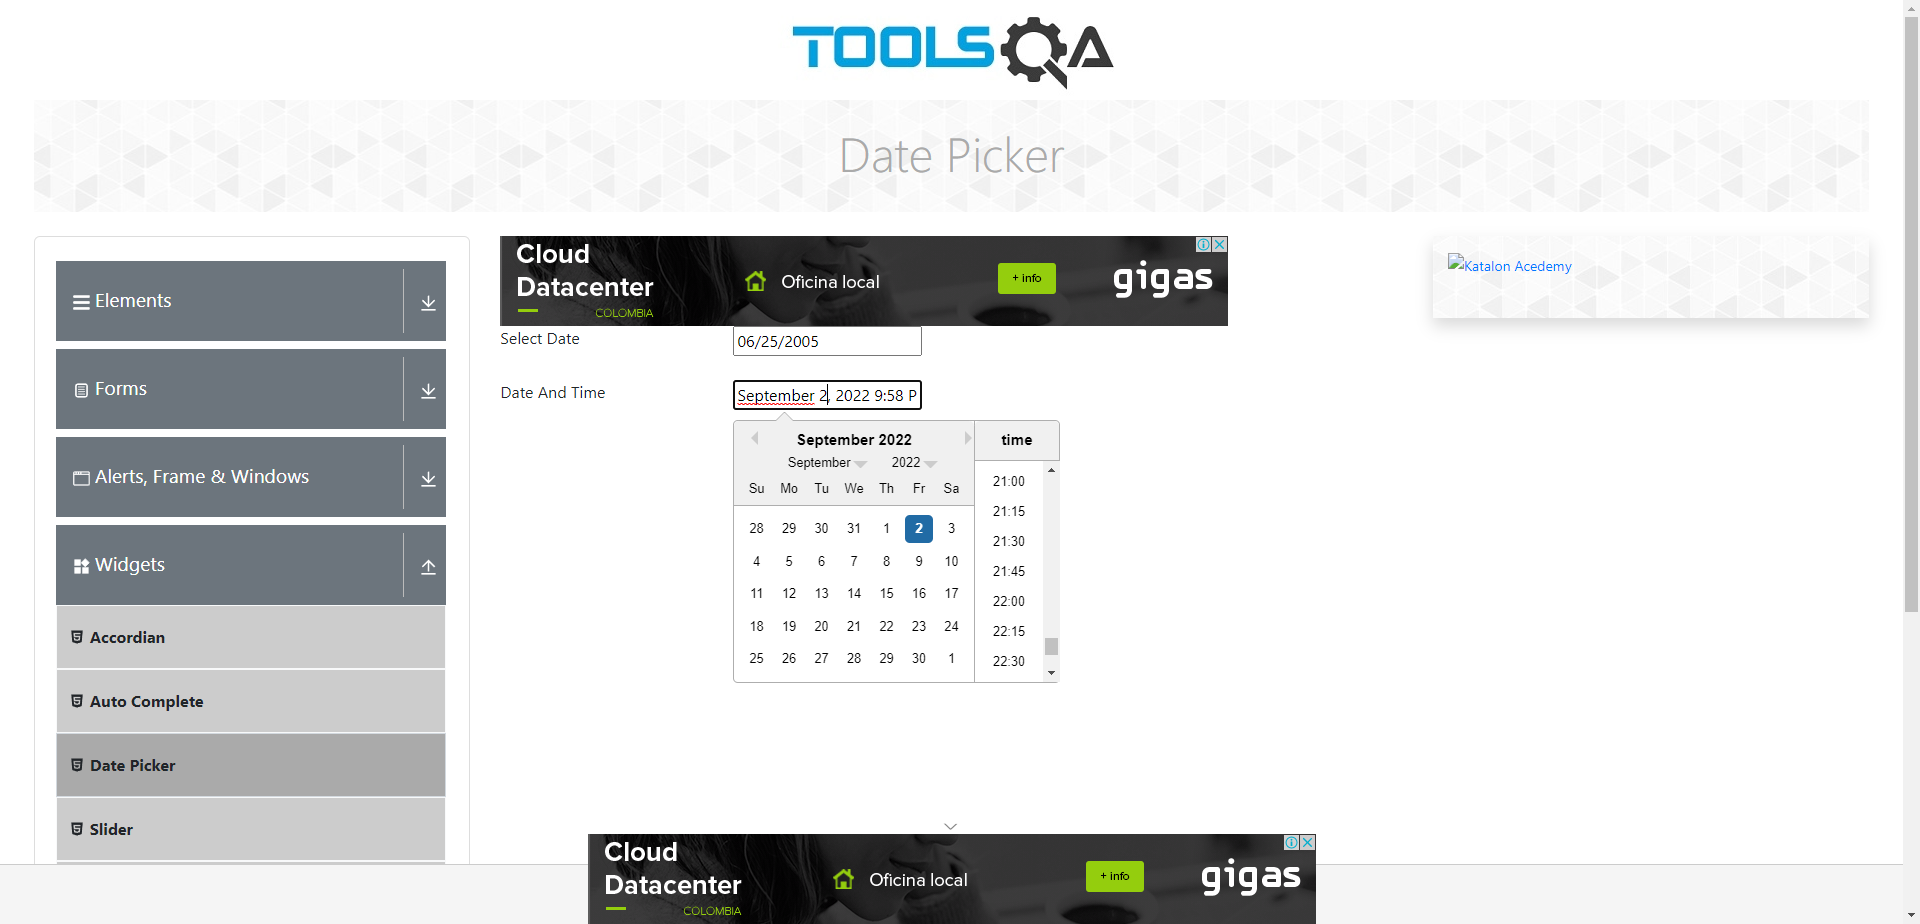 TOOLSQA
Date Picker
Elements
Forms
Alerts, Frame & Windows
Widgets
Accordian
Auto Complete
Date Picker
Slider
Cloud
Datacenter
COLOMBIA
Oficina local
+ info
gigas
Select Date
06/25/2005
Date And Time
September 2, 2022 9:58 P
September 2022
September 2022
Su Mo Tu We Th Fr Sa
28 29 30 31 1 2 3
4 5 6 7 8 9 10
11 12 13 14 15 16 17
18 19 20 21 22 23 24
25 26 27 28 29 30 1
time
21:00
21:15
21:30
21:45
22:00
22:15
22:30
Katalon Acedemy
Cloud
Datacenter
COLOMBIA
Oficina local
+ info
gigas